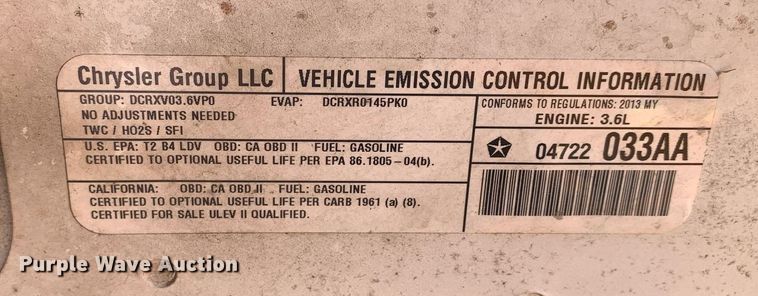 Chrysler Group LLC
VEHICLE EMISSION CONTROL INFORMATION
GROUP: DCRXV03.6VP0 EVAP: DCRXR0145PK0
NO ADJUSTMENTS NEEDED
TWC / HO2S / SFI
CONFORMS TO REGULATIONS: 2013 MY
ENGINE: 3.6L
U.S. EPA: T2 B4 LDV OBD: CA OBD II FUEL: GASOLINE
CERTIFIED TO OPTIONAL USEFUL LIFE PER EPA 86.1805-04(b).
04722 033AA
CALIFORNIA: OBD: CA OBD II FUEL: GASOLINE
CERTIFIED TO OPTIONAL USEFUL LIFE PER CARB 1961 (a) (8).
CERTIFIED FOR SALE ULEV II QUALIFIED.
Purple Wave Auction